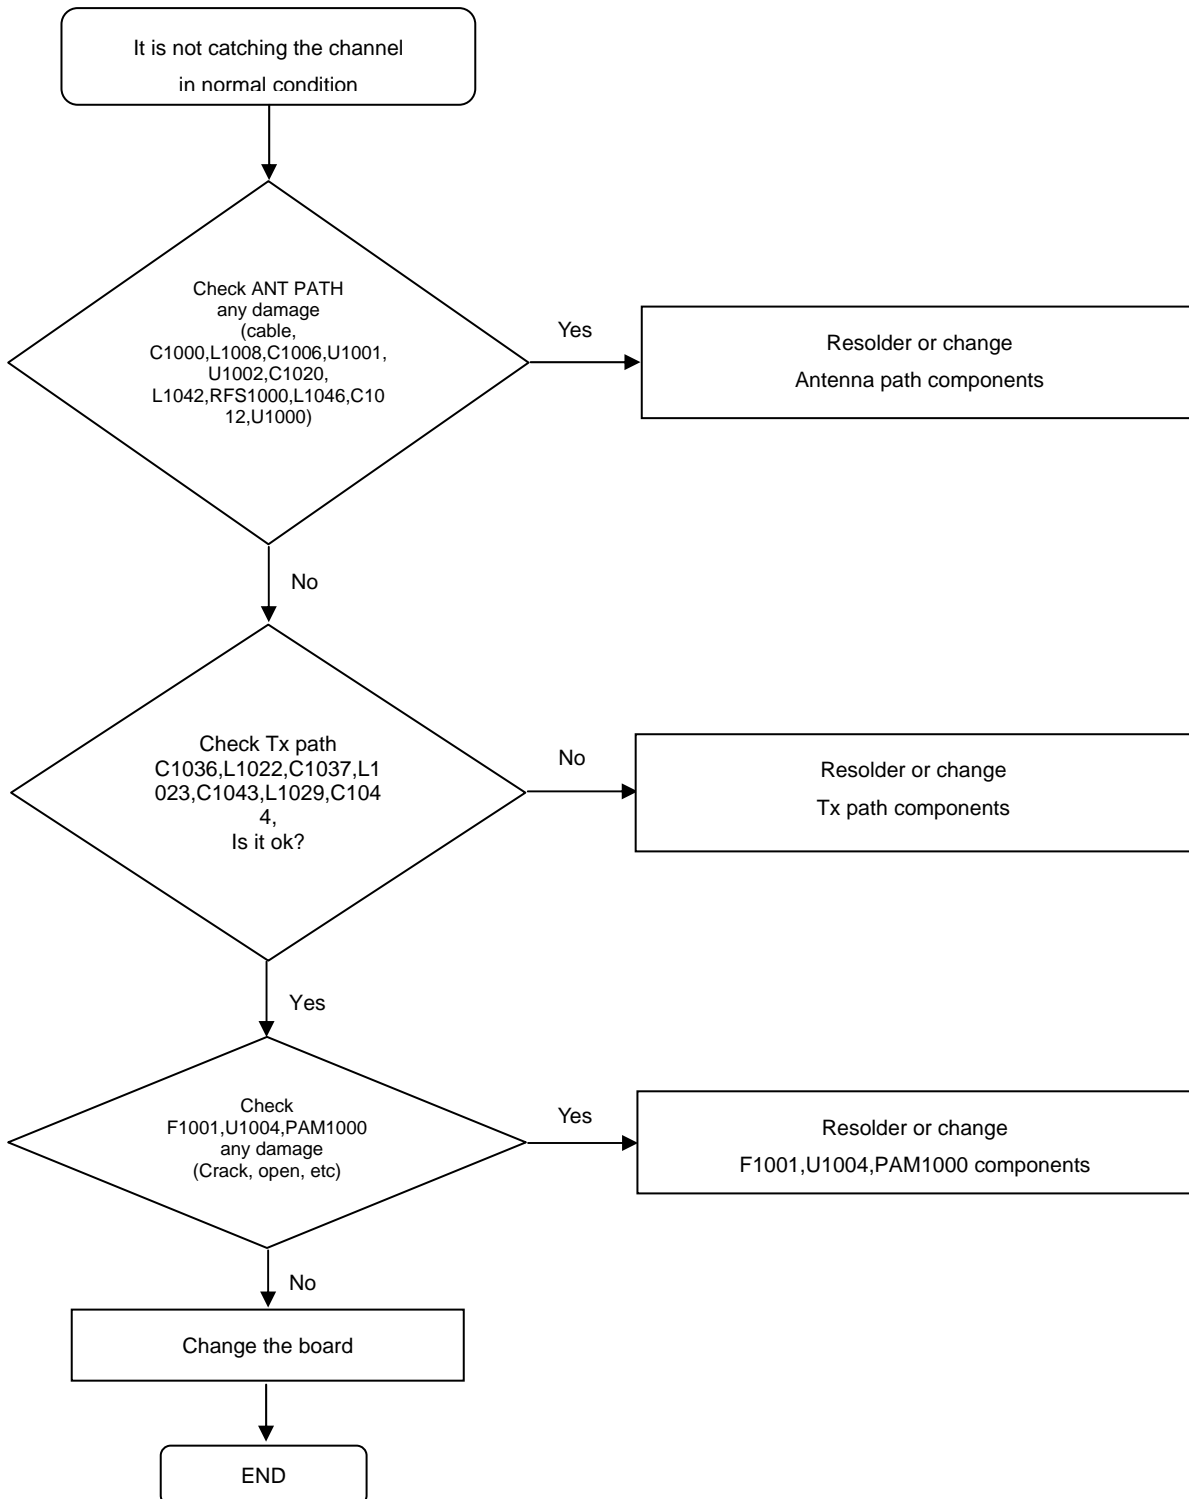 It is not catching the channel
in normal condition
Check ANT PATH
any damage
(cable,
C1000,L1008,C1006,U1001,
U1002,C1020,
L1042,RFS1000,L1046,C10
12,U1000)
Yes
Resolder or change
Antenna path components
No
Check Tx path
C1036,L1022,C1037,L1
023,C1043,L1029,C104
4,
Is it ok?
No
Resolder or change
Tx path components
Yes
Check
F1001,U1004,PAM1000
any damage
(Crack, open, etc)
Yes
Resolder or change
F1001,U1004,PAM1000 components
No
Change the board
END